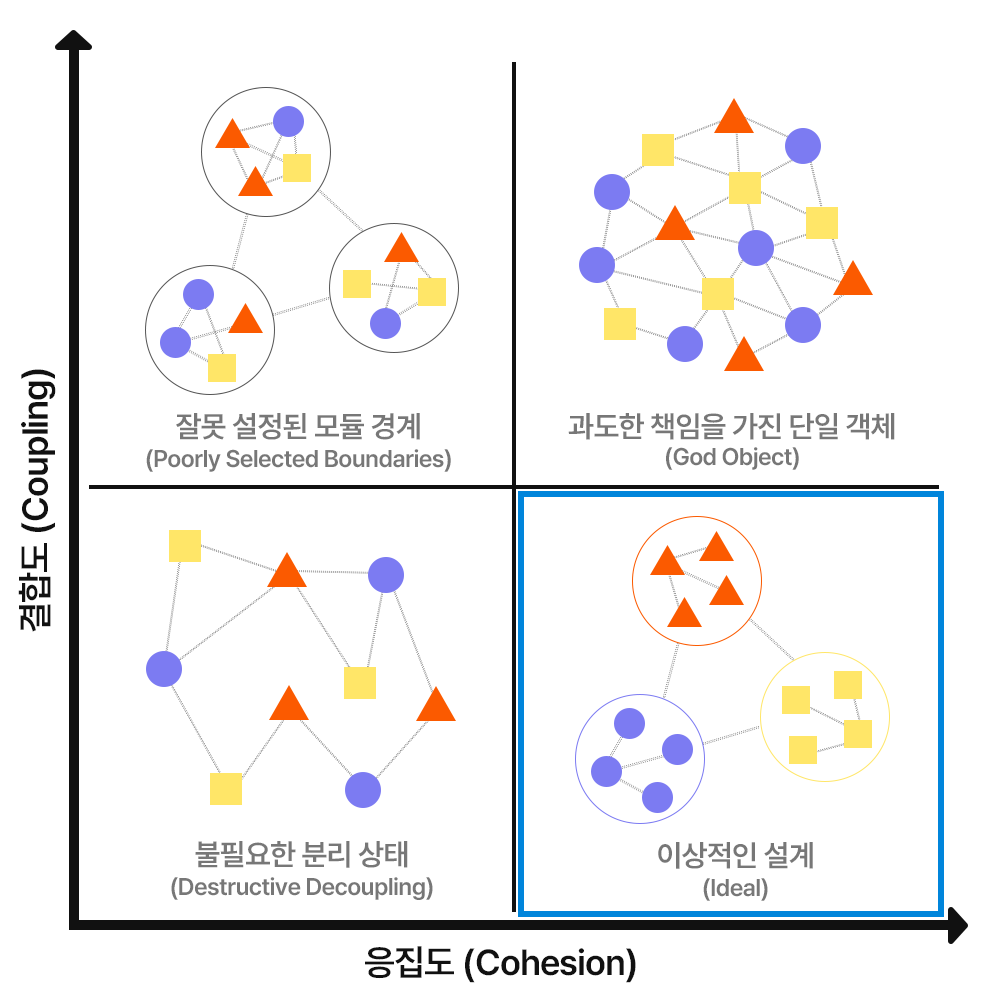 잘못 설정된 모듈 경계
(Poorly Selected Boundaries)
과도한 책임을 가진 단일 객체
(God Object)
결합도 (Coupling)
불필요한 분리 상태
(Destructive Decoupling)
이상적인 설계
(Ideal)
응집도 (Cohesion)